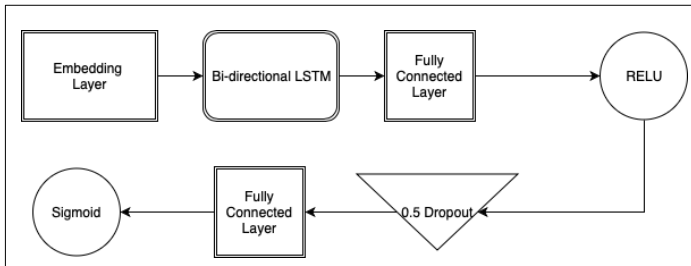 Embedding
Layer
Bi-directional LSTM
Fully
Connected
Layer
RELU
0.5 Dropout
Fully
Connected
Layer
Sigmoid